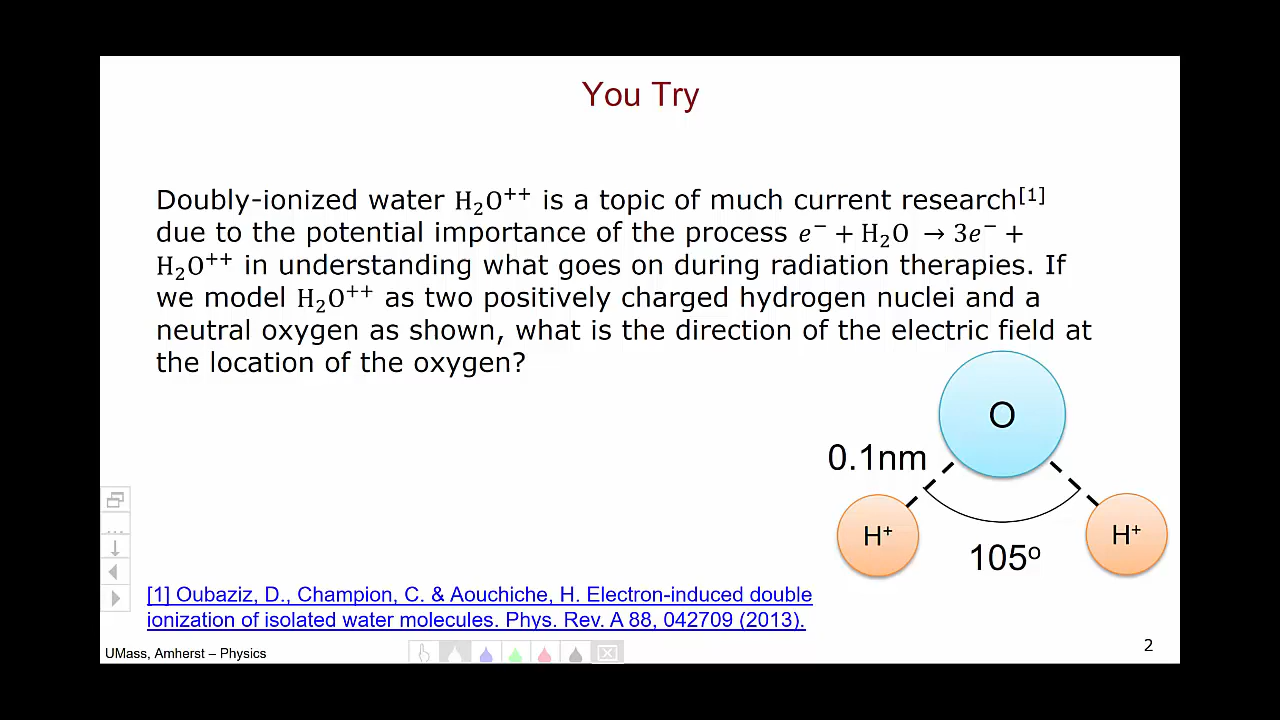 You Try
Doubly-ionized water H₂O⁺⁺ is a topic of much current research[1]
due to the potential importance of the process e⁻ + H₂O → 3e⁻ +
H₂O⁺⁺ in understanding what goes on during radiation therapies. If
we model H₂O⁺⁺ as two positively charged hydrogen nuclei and a
neutral oxygen as shown, what is the direction of the electric field at
the location of the oxygen?
O
0.1nm
H⁺
H⁺
105º
[1] Oubaziz, D., Champion, C. & Aouchiche, H. Electron-induced double
ionization of isolated water molecules. Phys. Rev. A 88, 042709 (2013).
UMass, Amherst – Physics
2